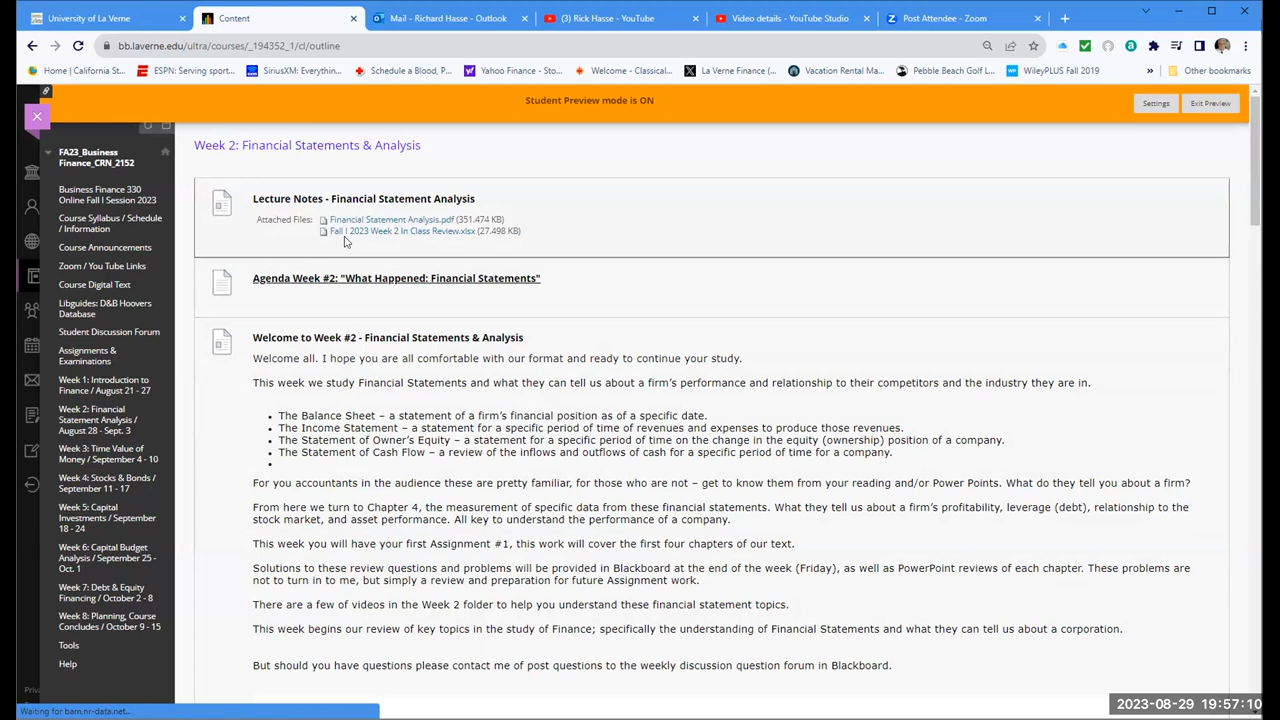 University of La Verne
Content
Mail - Richard Hasse - Outlook
(3) Rick Hasse - YouTube
Video details - YouTube Studio
Post Attendee - Zoom
bb.laverne.edu/ultra/courses/_194352_1/cl/outline
Home | California St...
ESPN: Serving sport...
SiriusXM: Everythin...
Schedule a Blood, P...
Yahoo Finance - Sto...
Welcome - Classical...
La Verne Finance (...
Vacation Rental Ma...
Pebble Beach Golf L...
WileyPLUS Fall 2019
Other bookmarks
Student Preview mode is ON
Settings
Exit Preview
FA23_Business
Finance_CRN_2152
Business Finance 330
Online Fall I Session 2023
Course Syllabus / Schedule
/ Information
Course Announcements
Zoom / You Tube Links
Course Digital Text
Libguides: D&B Hoovers
Database
Student Discussion Forum
Assignments &
Examinations
Week 1: Introduction to
Finance / August 21 - 27
Week 2: Financial
Statement Analysis /
August 28 - Sept. 3
Week 3: Time Value of
Money / September 4 - 10
Week 4: Stocks & Bonds /
September 11 - 17
Week 5: Capital
Investments / September
18 - 24
Week 6: Capital Budget
Analysis / September 25 -
Oct. 1
Week 7: Debt & Equity
Financing / October 2 - 8
Week 8: Planning, Course
Concludes / October 9 - 15
Tools
Help
Week 2: Financial Statements & Analysis
Lecture Notes - Financial Statement Analysis
Attached Files: Financial Statement Analysis.pdf (351.474 KB)
Fall I 2023 Week 2 In Class Review.xlsx (27.498 KB)
Agenda Week #2: "What Happened: Financial Statements"
Welcome to Week #2 - Financial Statements & Analysis
Welcome all. I hope you are all comfortable with our format and ready to continue your study.
This week we study Financial Statements and what they can tell us about a firm's performance and relationship to their competitors and the industry they are in.
• The Balance Sheet – a statement of a firm's financial position as of a specific date.
• The Income Statement – a statement for a specific period of time of revenues and expenses to produce those revenues.
• The Statement of Owner's Equity – a statement for a specific period of time on the change in the equity (ownership) position of a company.
• The Statement of Cash Flow – a review of the inflows and outflows of cash for a specific period of time for a company.
•
For you accountants in the audience these are pretty familiar, for those who are not – get to know them from your reading and/or Power Points. What do they tell you about a firm?
From here we turn to Chapter 4, the measurement of specific data from these financial statements. What they tell us about a firm's profitability, leverage (debt), relationship to the
stock market, and asset performance. All key to understand the performance of a company.
This week you will have your first Assignment #1, this work will cover the first four chapters of our text.
Solutions to these review questions and problems will be provided in Blackboard at the end of the week (Friday), as well as PowerPoint reviews of each chapter. These problems are
not to turn in to me, but simply a review and preparation for future Assignment work.
There are a few of videos in the Week 2 folder to help you understand these financial statement topics.
This week begins our review of key topics in the study of Finance; specifically the understanding of Financial Statements and what they can tell us about a corporation.
But should you have questions please contact me of post questions to the weekly discussion question forum in Blackboard.
Priv
Waiting for bam.nr-data.net...
2023-08-29 19:57:10